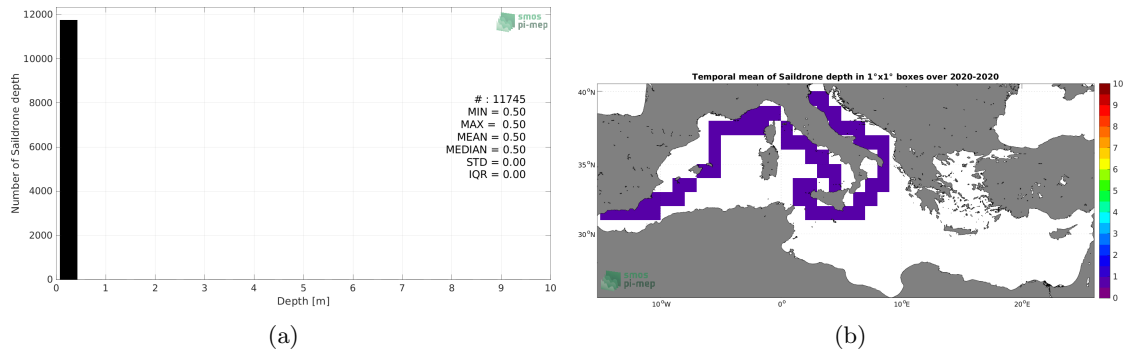 12000
10000
8000
6000
4000
2000
0
Number of Saildrone depth
smos
pi-mep
# : 11745
MIN = 0.50
MAX = 0.50
MEAN = 0.50
MEDIAN = 0.50
STD = 0.00
IQR = 0.00
0 1 2 3 4 5 6 7 8 9 10
Depth [m]
(a)
Temporal mean of Saildrone depth in 1°x1° boxes over 2020-2020
40°N
35°N
30°N
10°W 0° 10°E 20°E
smos
pi-mep
10
9
8
7
6
5
4
3
2
1
0
(b)